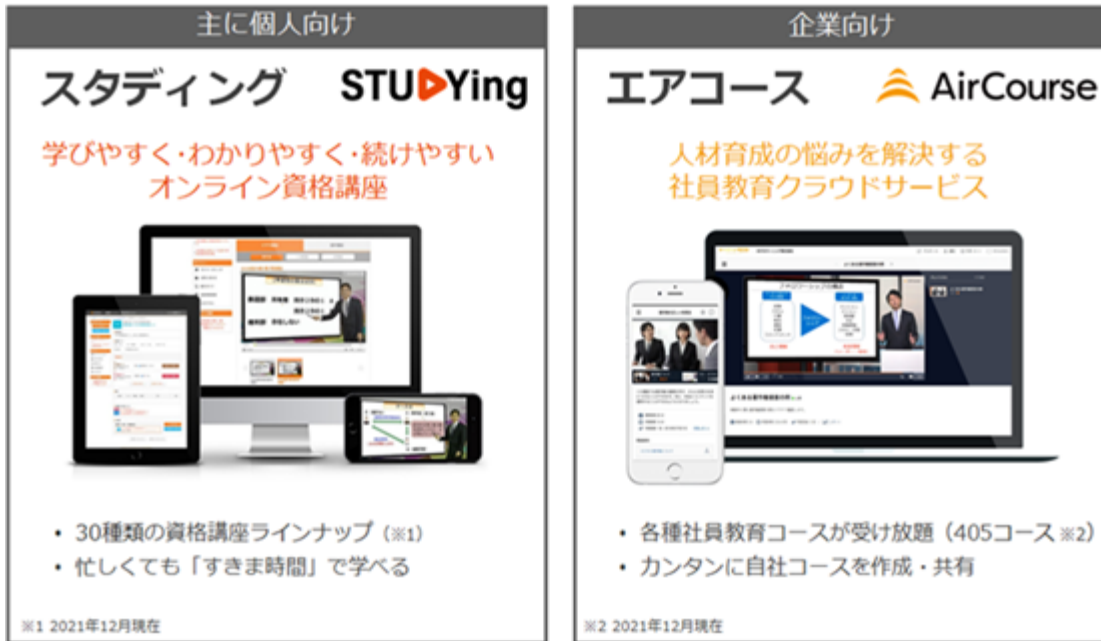 主に個人向け
スタディング STUDYing
学びやすく･わかりやすく･続けやすい
オンライン資格講座
• 30種類の資格講座ラインナップ（※1）
• 忙しくても「すきま時間」で学べる
※1 2021年12月現在
企業向け
エアコース AirCourse
人材育成の悩みを解決する
社員教育クラウドサービス
• 各種社員教育コースが受け放題（405コース ※2）
• カンタンに自社コースを作成・共有
※2 2021年12月現在